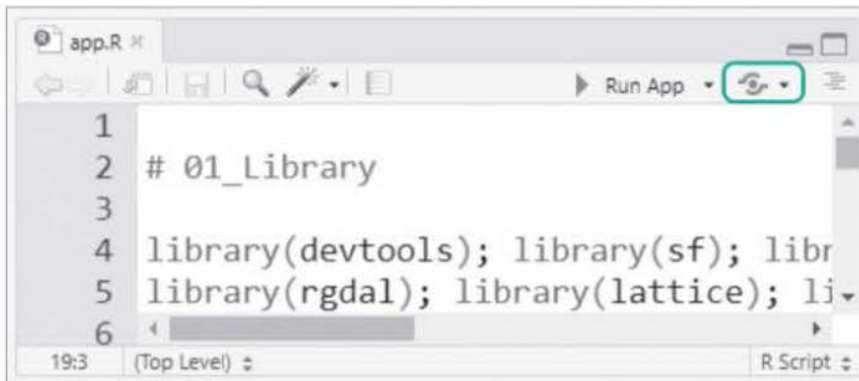 app.R
Run App
1
2 # 01_Library
3
4 library(devtools); library(sf); libr
5 library(rgdal); library(lattice); li
6
19:3 (Top Level) R Script